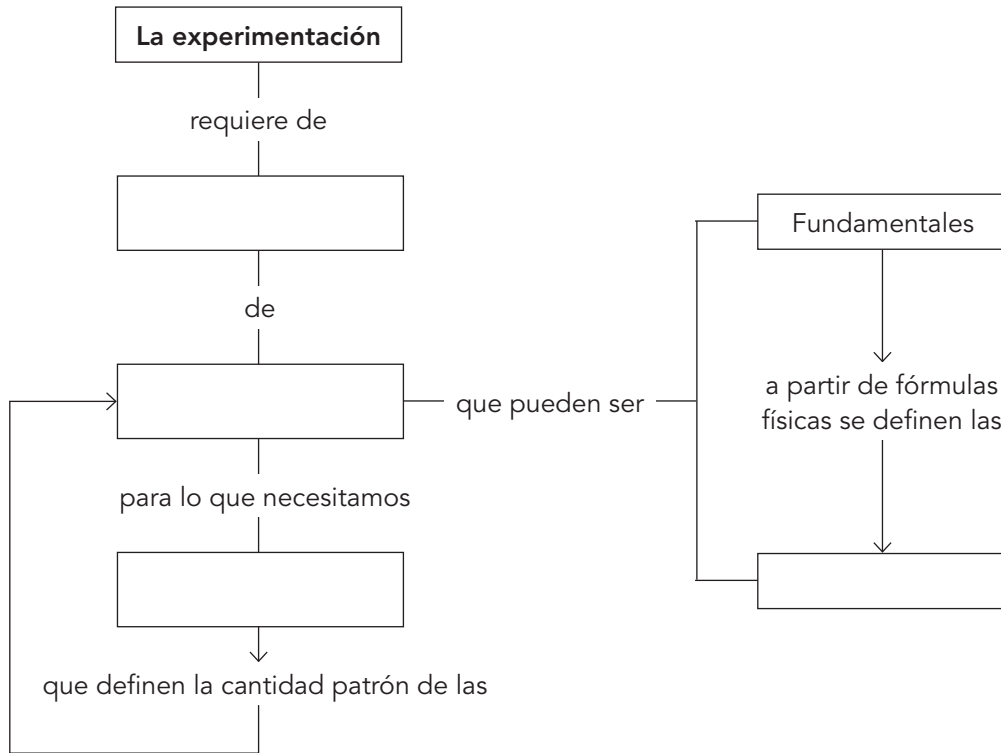 La experimentación
requiere de
de
para lo que necesitamos
que definen la cantidad patrón de las
que pueden ser
Fundamentales
a partir de fórmulas
físicas se definen las